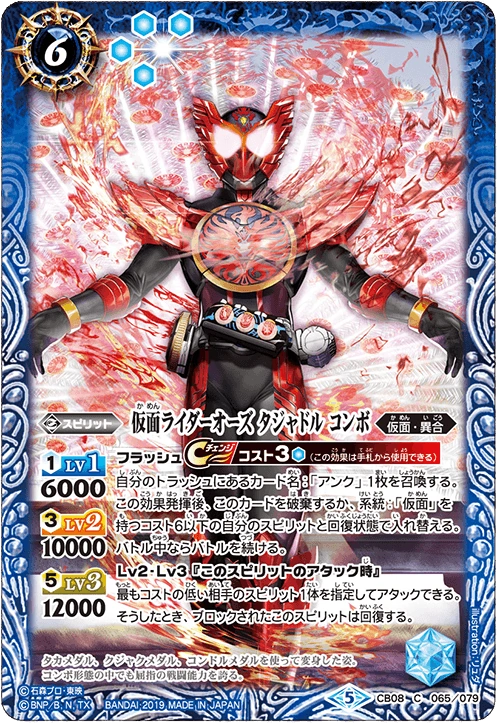 6
仮面ライダーオーズ タジャドル コンボ
かめん
スピリット
仮面・異合
かめん いごう
1 LV1
6000
3 LV2
10000
5 LV3
12000
フラッシュ チェンジ コスト3 (この効果は手札から使用できる)
自分のトラッシュにあるカード名:「アンク」1枚を召喚する。
この効果発揮後、このカードを破棄するか、系統:「仮面」を
持つコスト6以下の自分のスピリットと回復状態で入れ替える。
バトル中ならバトルを続ける。
Lv2・Lv3『このスピリットのアタック時』
最もコストの低い相手のスピリット1体を指定してアタックできる。
そうしたとき、ブロックされたこのスピリットは回復する。
タカメダル、クジャクメダル、コンドルメダルを使って変身した姿。
コンボ形態の中でも屈指の戦闘能力を誇る。
©石森プロ・東映
©BNP/B, N, TX BANDAI 2019 MADE IN JAPAN
5 CB08 C 065/079